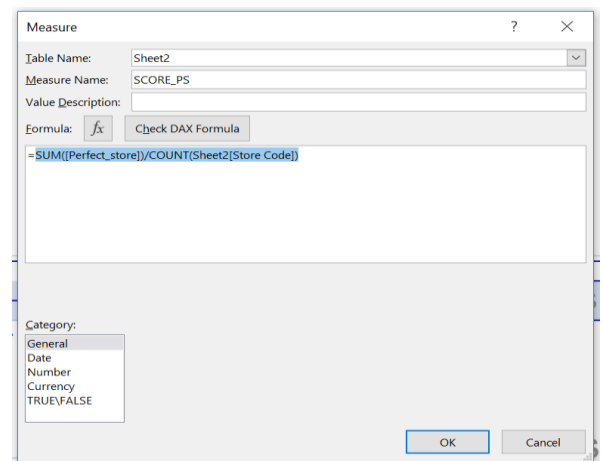 Measure ? ×
Table Name: Sheet2
Measure Name: SCORE_PS
Value Description:
Formula: fx Check DAX Formula
=SUM([Perfect_store])/COUNT(Sheet2[Store Code])
Category:
General
Date
Number
Currency
TRUE\FALSE
OK Cancel